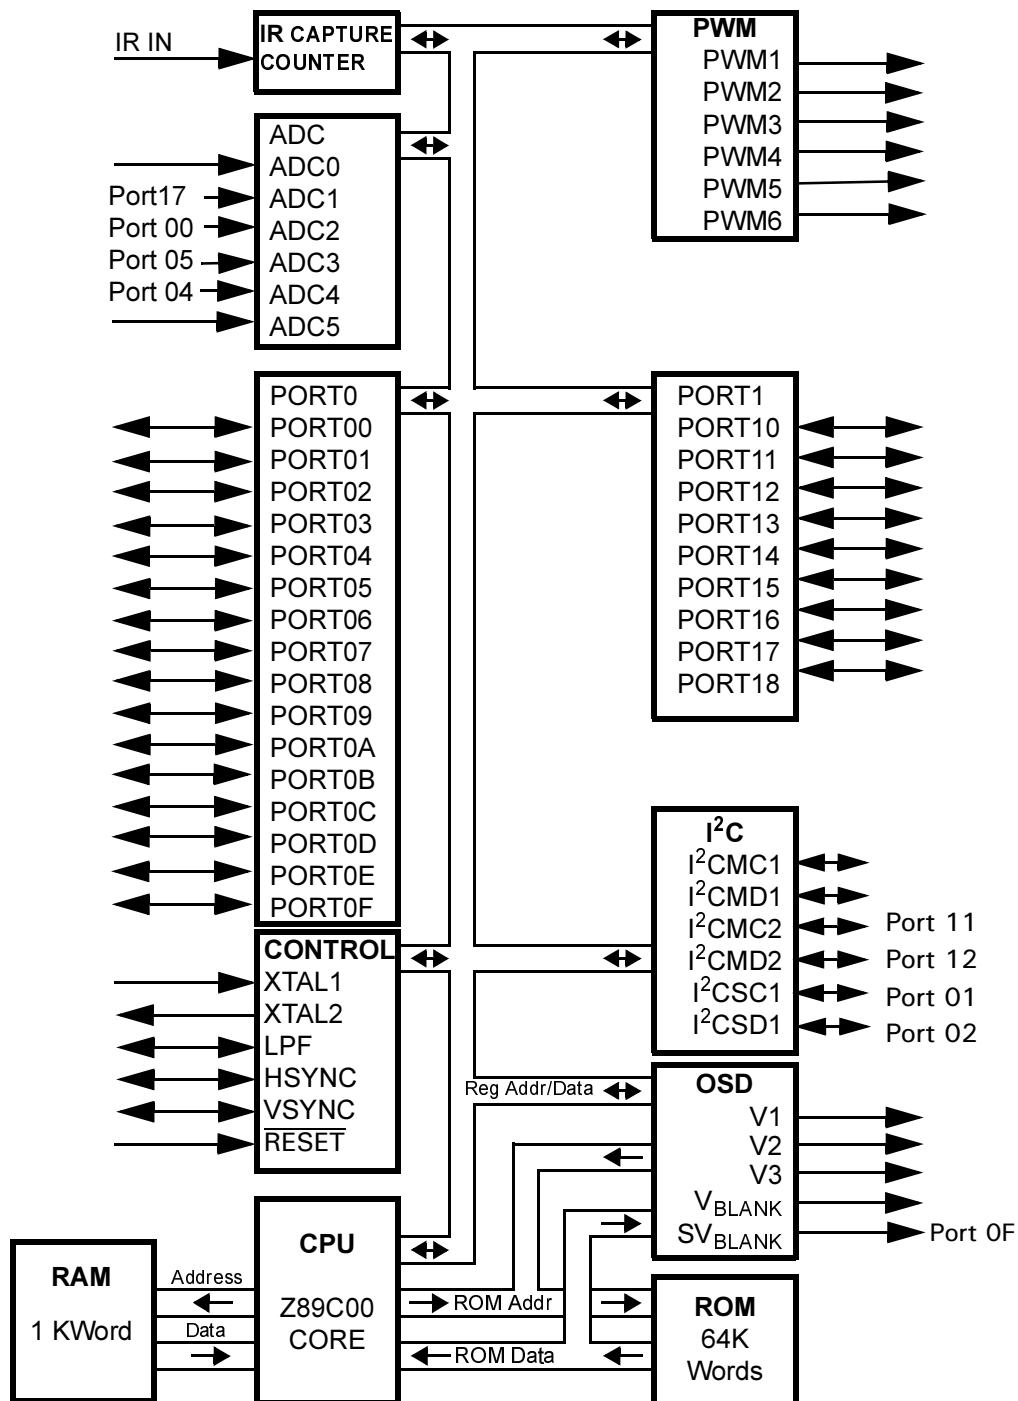 IR IN
IR CAPTURE
COUNTER
PWM
PWM1
PWM2
PWM3
PWM4
PWM5
PWM6
ADC
ADC0
Port17 ADC1
Port 00 ADC2
Port 05 ADC3
Port 04 ADC4
ADC5
PORT0
PORT00
PORT01
PORT02
PORT03
PORT04
PORT05
PORT06
PORT07
PORT08
PORT09
PORT0A
PORT0B
PORT0C
PORT0D
PORT0E
PORT0F
PORT1
PORT10
PORT11
PORT12
PORT13
PORT14
PORT15
PORT16
PORT17
PORT18
I²C
I²CMC1
I²CMD1
I²CMC2 Port 11
I²CMD2 Port 12
I²CSC1 Port 01
I²CSD1 Port 02
CONTROL
XTAL1
XTAL2
LPF
HSYNC
VSYNC
RESET
Reg Addr/Data
OSD
V1
V2
V3
VBLANK
SVBLANK Port 0F
CPU
Z89C00
CORE
RAM
1 KWord
Address
Data
ROM Addr
ROM Data
ROM
64K
Words